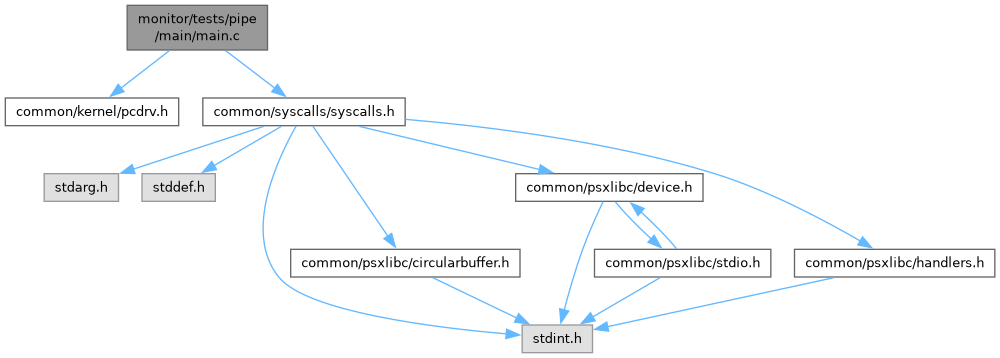 monitor/tests/pipe
/main/main.c
common/kernel/pcdrv.h
common/syscalls/syscalls.h
stdarg.h
stddef.h
common/psxlibc/device.h
common/psxlibc/circularbuffer.h
common/psxlibc/stdio.h
common/psxlibc/handlers.h
stdint.h